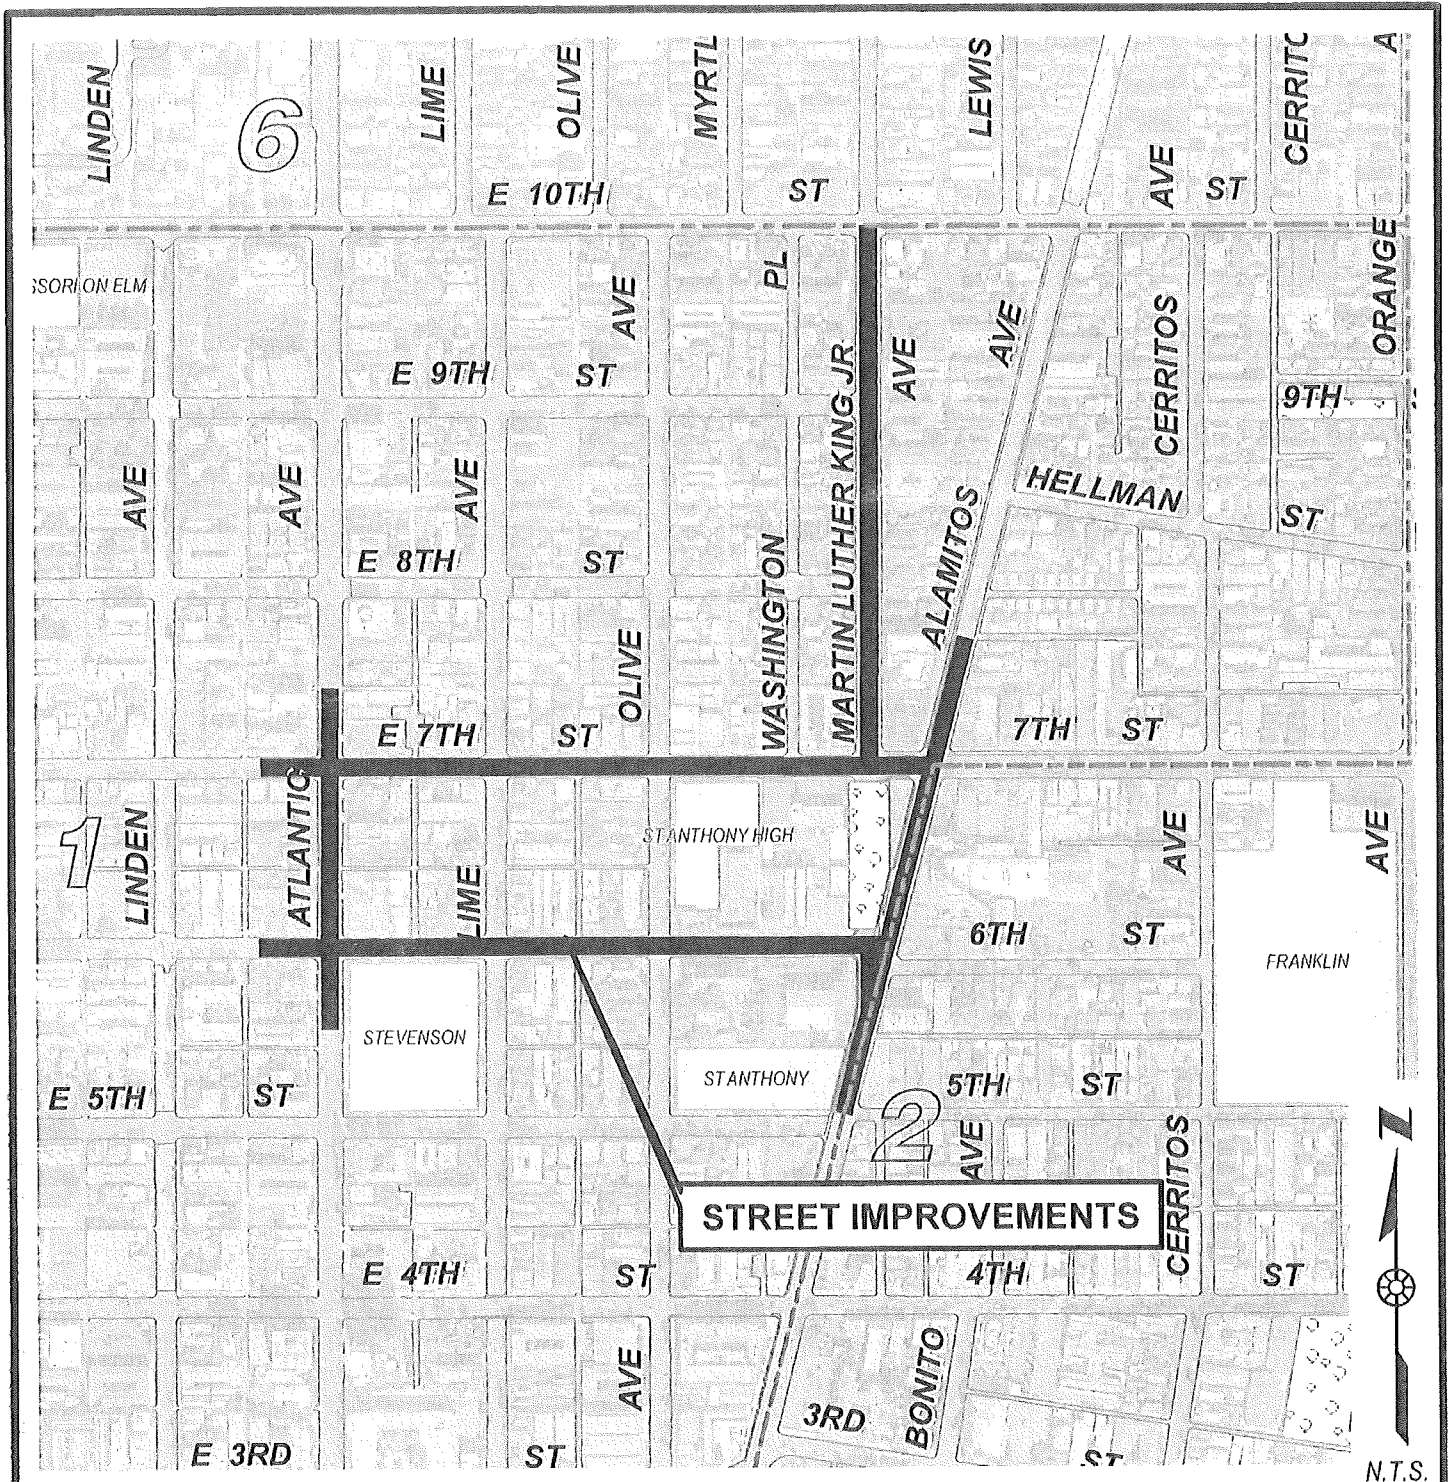 LINDEN
6
LIME
OLIVE
MYRTL
LEWIS
AVE
CERRITO
A
E 10TH ST
ST
SSORI ON ELM
AVE
PL
AVE
AVE
CERRITOS
ORANGE
E 9TH ST
9TH
AVE
AVE
AVE
WASHINGTON
MARTIN LUTHER KING JR
ALAMITOS
HELLMAN
ST
E 8TH ST
OLIVE
E 7TH ST
7TH ST
1
LINDEN
ATLANTIC
LIME
ST ANTHONY HIGH
AVE
AVE
6TH ST
FRANKLIN
STEVENSON
ST ANTHONY
E 5TH ST
5TH ST
2
AVE
CERRITOS
STREET IMPROVEMENTS
E 4TH ST
4TH ST
AVE
BONITO
3RD
E 3RD ST
ST
N.T.S.